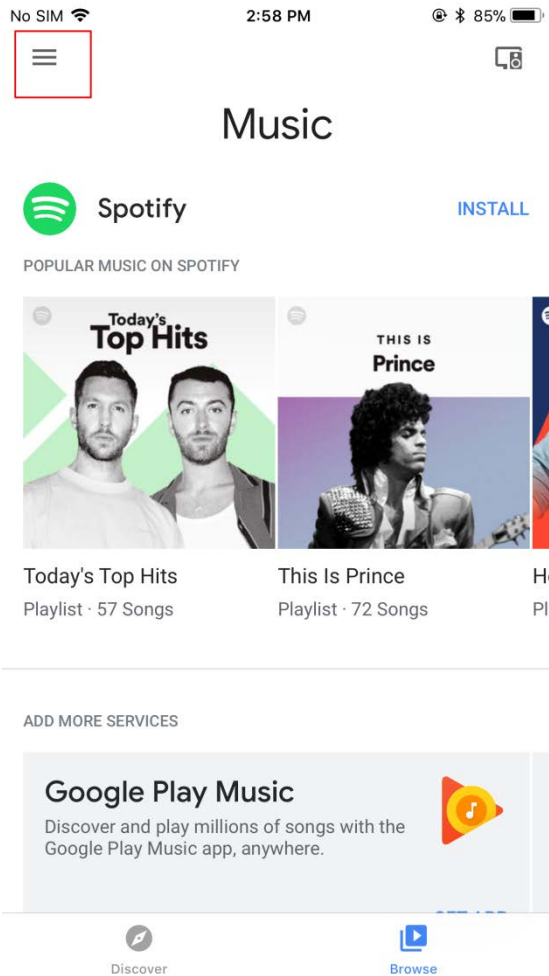 No SIM
2:58 PM
85%
Music
Spotify
INSTALL
POPULAR MUSIC ON SPOTIFY
Today's
Top Hits
THIS IS
Prince
Today's Top Hits
This Is Prince
Playlist · 57 Songs
Playlist · 72 Songs
ADD MORE SERVICES
Google Play Music
Discover and play millions of songs with the
Google Play Music app, anywhere.
Discover
Browse